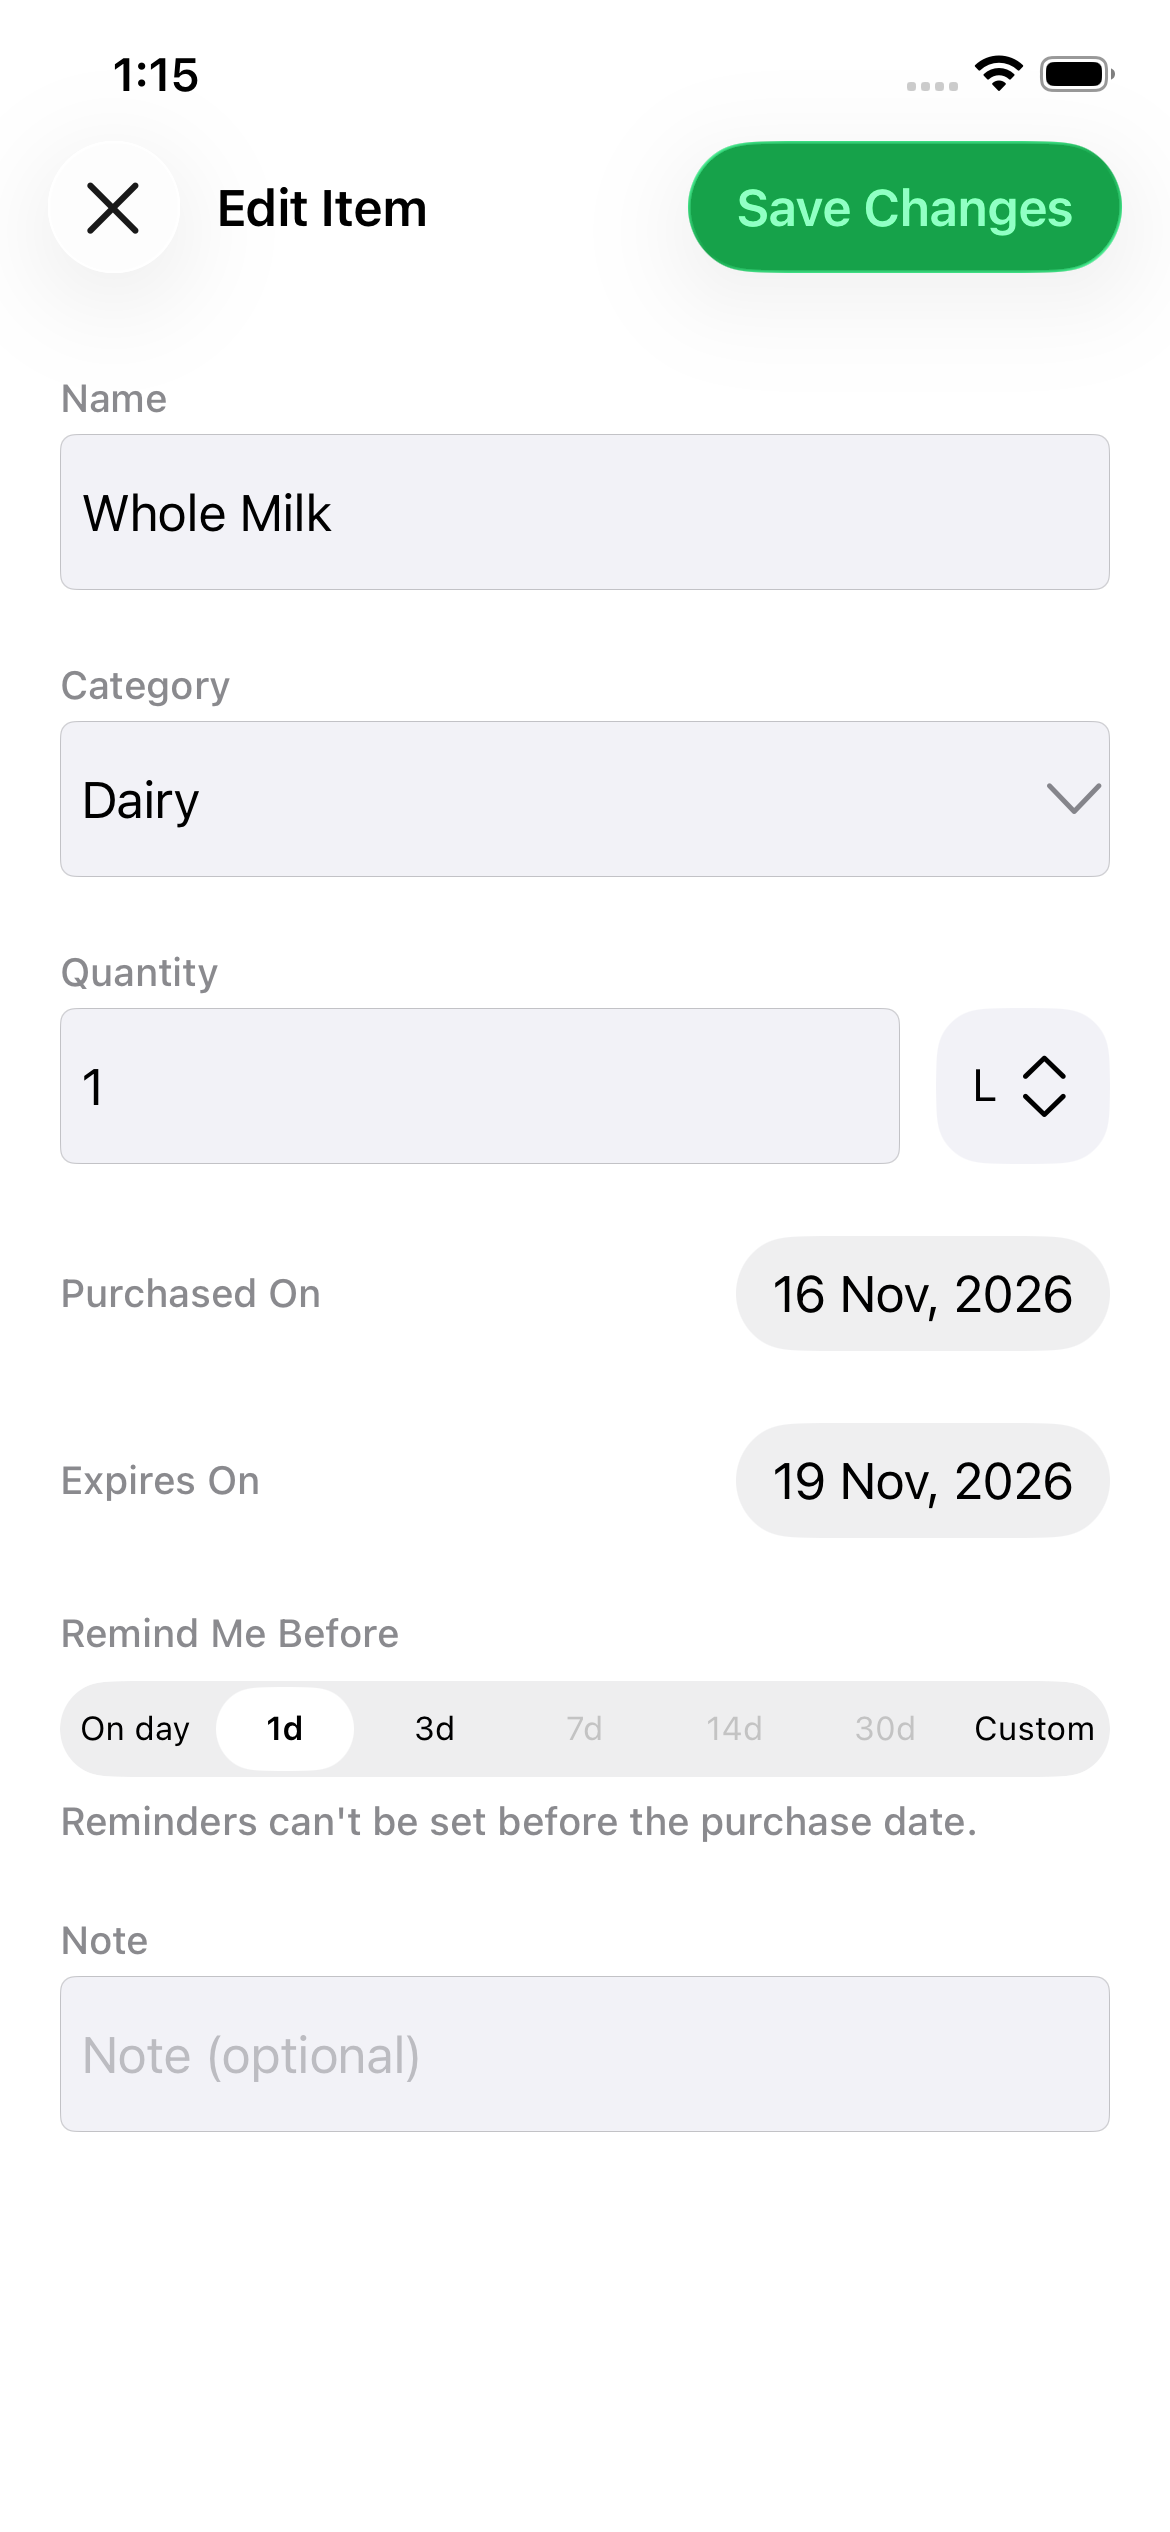 1:15
Edit Item
Save Changes
Name
Whole Milk
Category
Dairy
Quantity
1
L
Purchased On
16 Nov, 2026
Expires On
19 Nov, 2026
Remind Me Before
On day 1d 3d 7d 14d 30d Custom
Reminders can't be set before the purchase date.
Note
Note (optional)